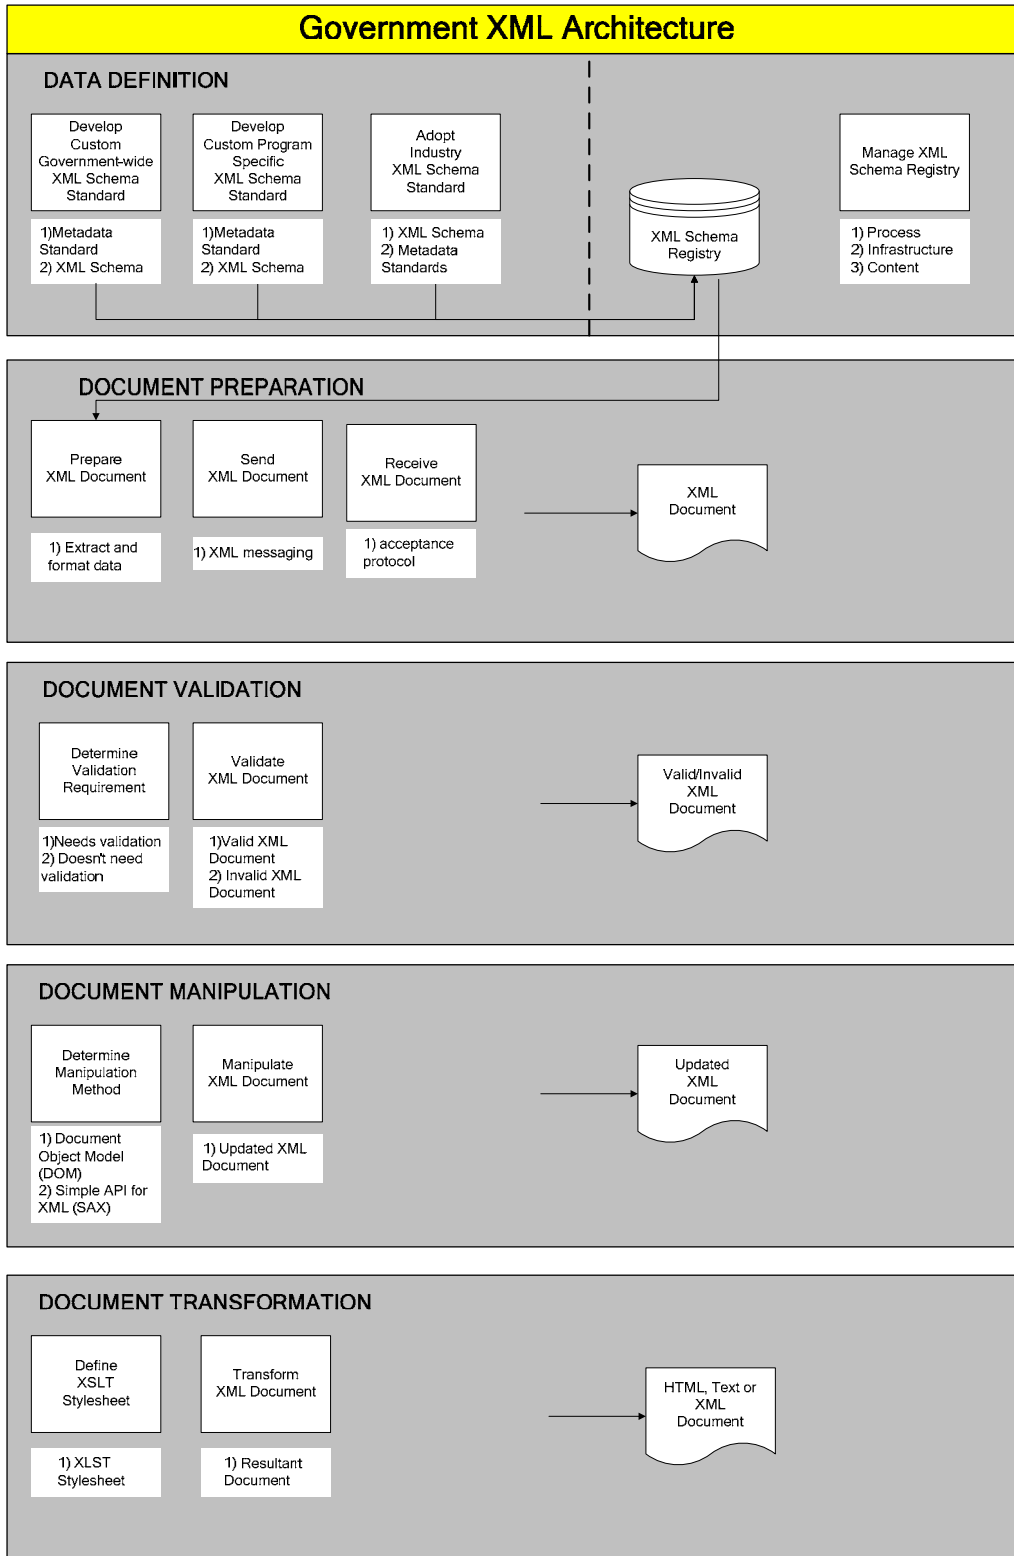 Government XML Architecture
DATA DEFINITION
Develop
Custom
Government-wide
XML Schema
Standard
1)Metadata
Standard
2) XML Schema
Develop
Custom Program
Specific
XML Schema
Standard
1)Metadata
Standard
2) XML Schema
Adopt
Industry
XML Schema
Standard
1) XML Schema
2) Metadata
Standards
XML Schema
Registry
Manage XML
Schema Registry
1) Process
2) Infrastructure
3) Content
DOCUMENT PREPARATION
Prepare
XML Document
1) Extract and
format data
Send
XML Document
1) XML messaging
Receive
XML Document
1) acceptance
protocol
XML
Document
DOCUMENT VALIDATION
Determine
Validation
Requirement
1)Needs validation
2) Doesn't need
validation
Validate
XML Document
1)Valid XML
Document
2) Invalid XML
Document
Valid/Invalid
XML
Document
DOCUMENT MANIPULATION
Determine
Manipulation
Method
1) Document
Object Model
(DOM)
2) Simple API for
XML (SAX)
Manipulate
XML Document
1) Updated XML
Document
Updated
XML
Document
DOCUMENT TRANSFORMATION
Define
XSLT
Stylesheet
1) XLST
Stylesheet
Transform
XML Document
1) Resultant
Document
HTML, Text or
XML
Document